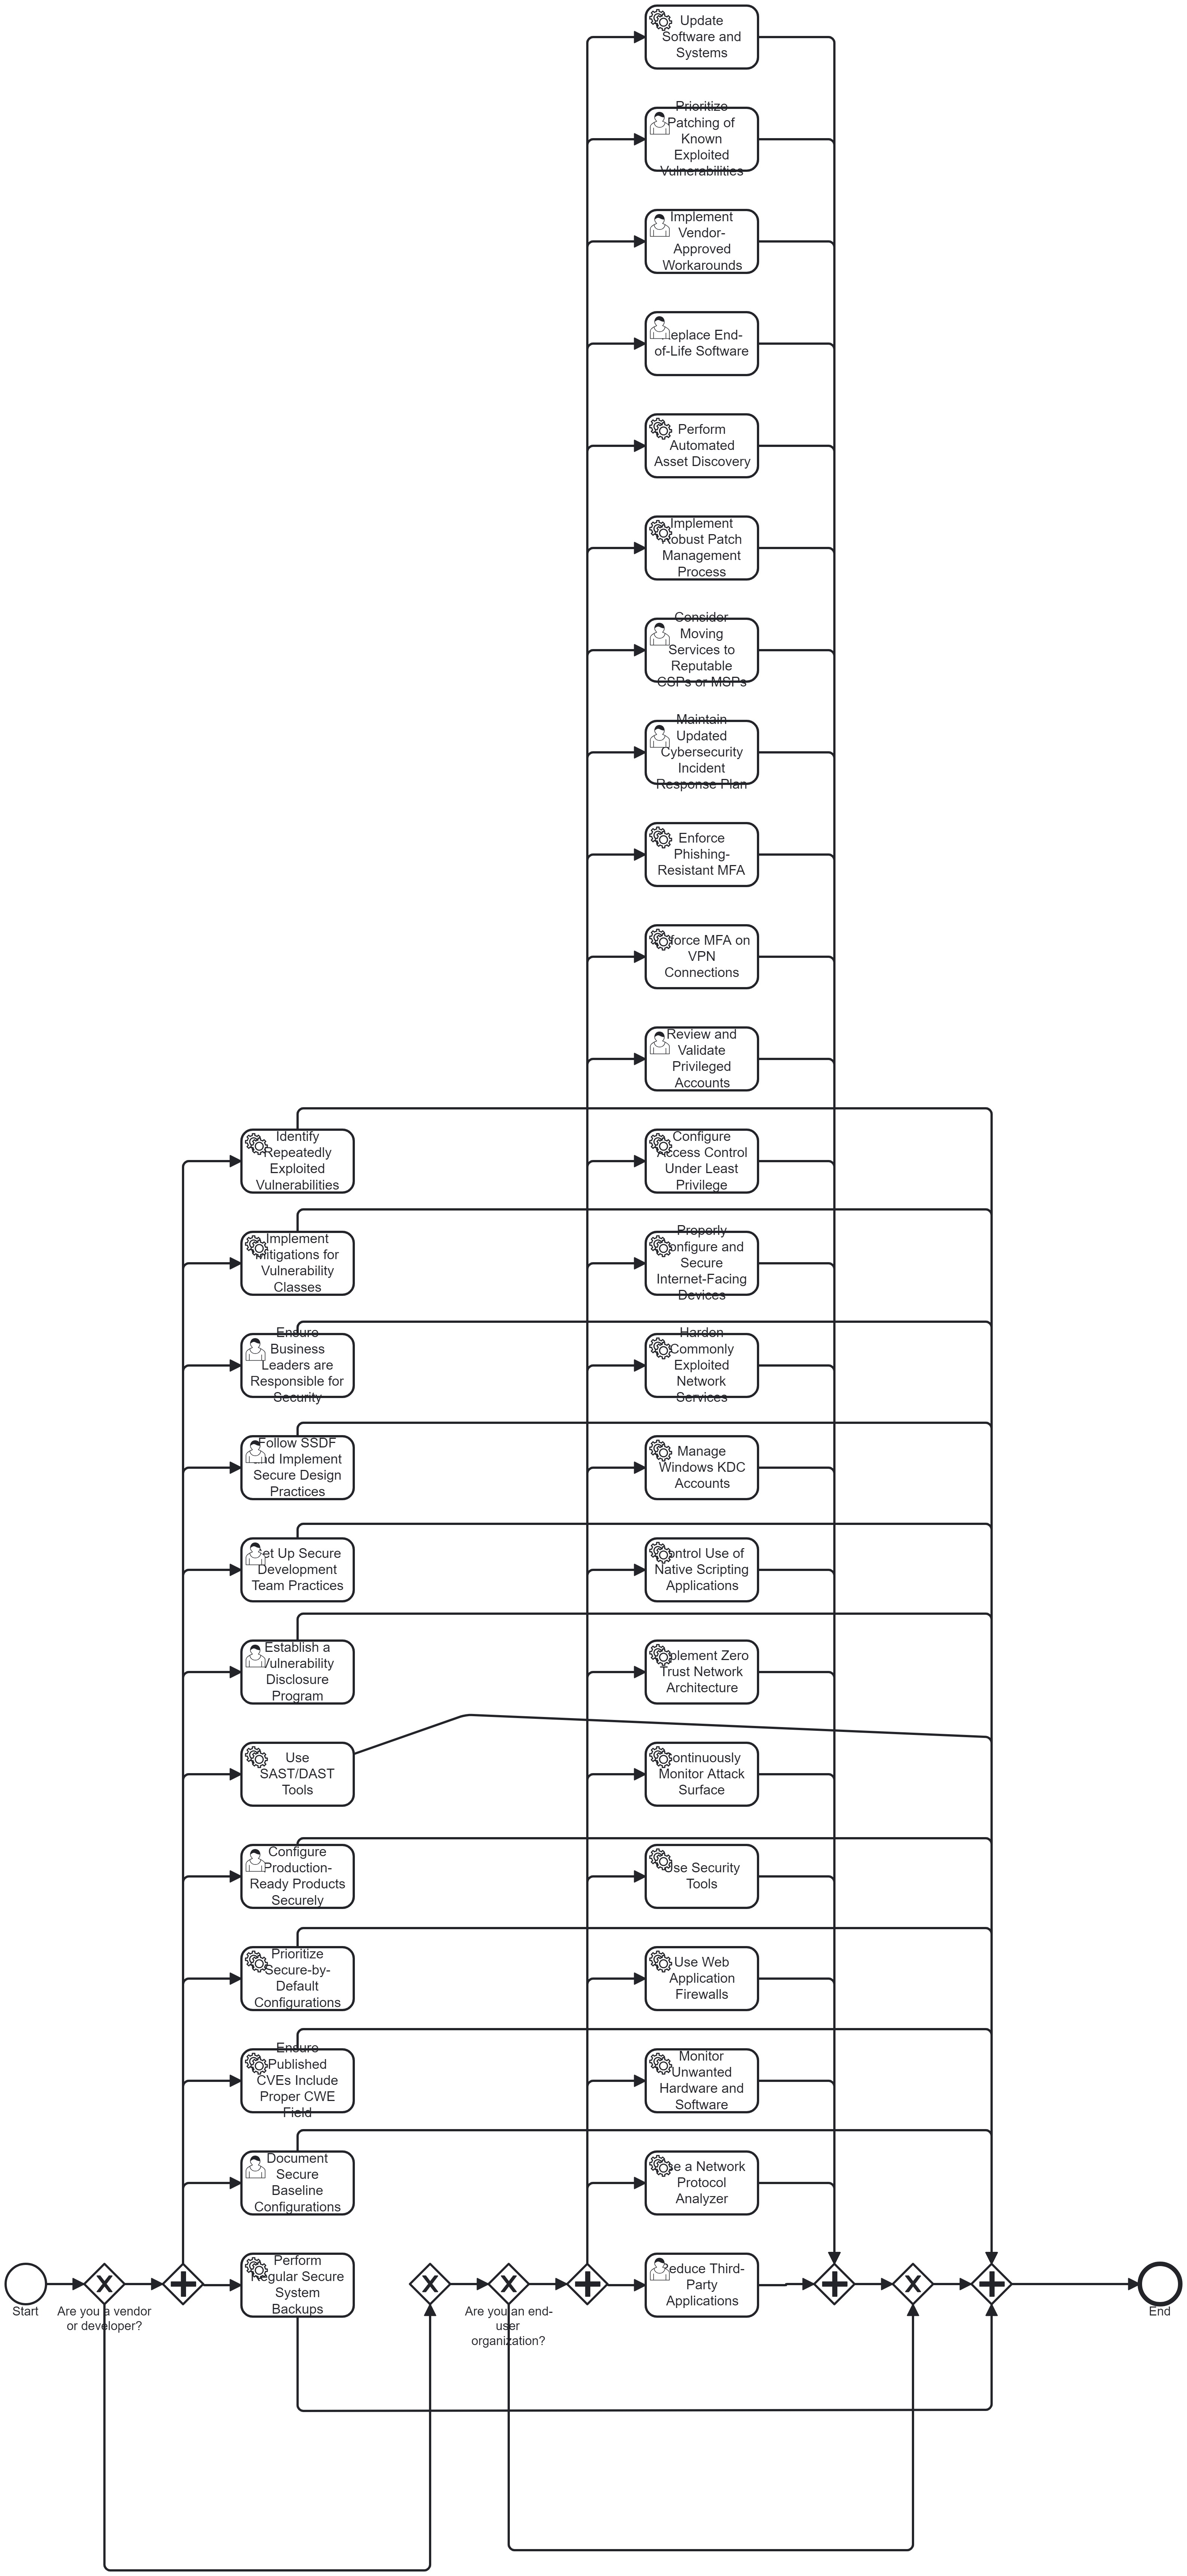 Update
Software and
Systems
Prioritize
Patching of
Known
Exploited
Vulnerabilities
Implement
Vendor-
Approved
Workarounds
Replace End-
of-Life Software
Perform
Automated
Asset Discovery
Implement
Robust Patch
Management
Process
Consider
Moving
Services to
Reputable
CSPs or MSPs
Maintain
Updated
Cybersecurity
Incident
Response Plan
Enforce
Phishing-
Resistant MFA
Enforce MFA on
VPN
Connections
Review and
Validate
Privileged
Accounts
Identify
Repeatedly
Exploited
Vulnerabilities
Configure
Access Control
Under Least
Privilege
Implement
Mitigations for
Vulnerability
Classes
Properly
Configure and
Secure
Internet-Facing
Devices
Ensure
Business
Leaders are
Responsible for
Security
Harden
Commonly
Exploited
Network
Services
Follow SSDF
and Implement
Secure Design
Practices
Manage
Windows KDC
Accounts
Set Up Secure
Development
Team Practices
Control Use of
Native Scripting
Applications
Establish a
Vulnerability
Disclosure
Program
Implement Zero
Trust Network
Architecture
Use
SAST/DAST
Tools
Continuously
Monitor Attack
Surface
Configure
Production-
Ready Products
Securely
Use Security
Tools
Prioritize
Secure-by-
Default
Configurations
Use Web
Application
Firewalls
Ensure
Published
CVEs Include
Proper CWE
Field
Monitor
Unwanted
Hardware and
Software
Document
Secure
Baseline
Configurations
Use a Network
Protocol
Analyzer
Perform
Regular Secure
System
Backups
Reduce Third-
Party
Applications
Start
Are you a vendor
or developer?
Are you an end-
user
organization?
End